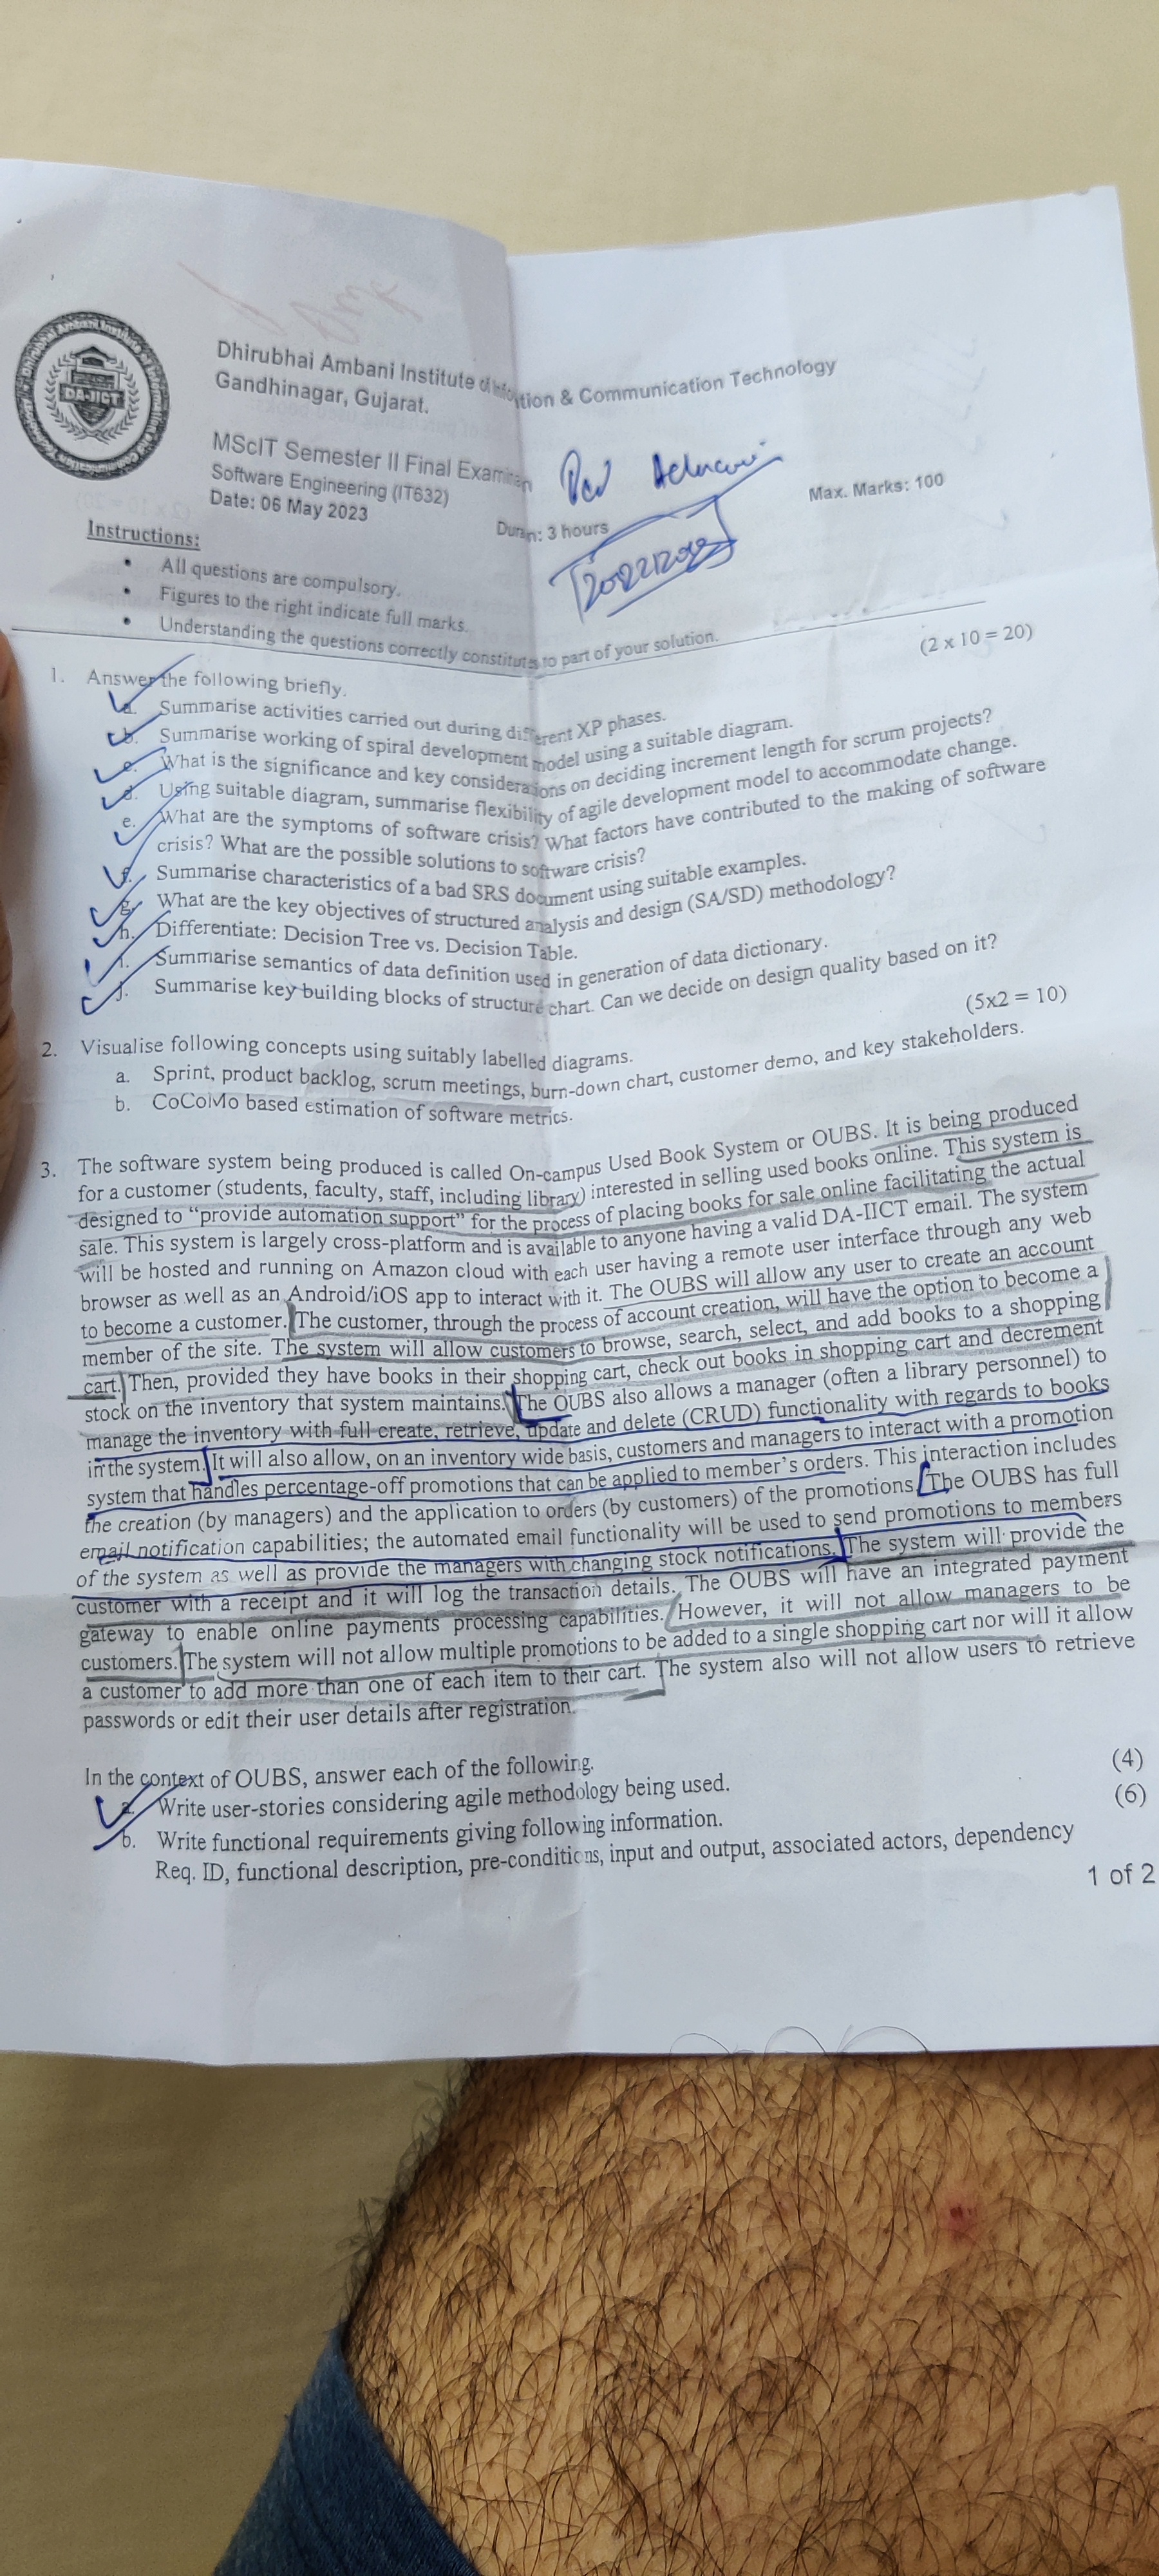 DA-IICT
Dhirubhai Ambani Institute of tion & Communication Technology
Gandhinagar, Gujarat.
MScIT Semester II Final
Software Engineering (IT632)
Date: 06 May 2023
3 hours
Max. Marks: 100
Instructions:
• All questions are compulsory.
• Figures to the right indicate full marks.
• Understanding the questions correctly constitutes to part of your solution.
1. Answer the following briefly. (2 x 10 = 20)
a. Summarise activities carried out during different XP phases.
b. Summarise working of spiral development model using a suitable diagram.
c. What is the significance and key considerations on deciding increment length for scrum projects?
d. Using suitable diagram, summarise flexibility of agile development model to accommodate change.
e. What are the symptoms of software crisis? What factors have contributed to the making of software
crisis? What are the possible solutions to software crisis?
f. Summarise characteristics of a bad SRS document using suitable examples.
g. What are the key objectives of structured analysis and design (SA/SD) methodology?
h. Differentiate: Decision Tree vs. Decision Table.
i. Summarise semantics of data definition used in generation of data dictionary.
j. Summarise key building blocks of structure chart. Can we decide on design quality based on it?
2. Visualise following concepts using suitably labelled diagrams. (5x2 = 10)
a. Sprint, product backlog, scrum meetings, burn-down chart, customer demo, and key stakeholders.
b. CoCoMo based estimation of software metrics.
3. The software system being produced is called On-campus Used Book System or OUBS. It is being produced
for a customer (students, faculty, staff, including library) interested in selling used books online. This system is
designed to “provide automation support” for the process of placing books for sale online facilitating the actual
sale. This system is largely cross-platform and is available to anyone having a valid DA-IICT email. The system
will be hosted and running on Amazon cloud with each user having a remote user interface through any web
browser as well as an Android/iOS app to interact with it. The OUBS will allow any user to create an account
to become a customer. The customer, through the process of account creation, will have the option to become a
member of the site. The system will allow customers to browse, search, select, and add books to a shopping
cart. Then, provided they have books in their shopping cart, check out books in shopping cart and decrement
stock on the inventory that system maintains. The OUBS also allows a manager (often a library personnel) to
manage the inventory with full create, retrieve, update and delete (CRUD) functionality with regards to books
in the system. It will also allow, on an inventory wide basis, customers and managers to interact with a promotion
system that handles percentage-off promotions that can be applied to member's orders. This interaction includes
the creation (by managers) and the application to orders (by customers) of the promotions. The OUBS has full
email notification capabilities; the automated email functionality will be used to send promotions to members
of the system as well as provide the managers with changing stock notifications. The system will provide the
customer with a receipt and it will log the transaction details. The OUBS will have an integrated payment
gateway to enable online payments processing capabilities. However, it will not allow managers to be
customers. The system will not allow multiple promotions to be added to a single shopping cart nor will it allow
a customer to add more than one of each item to their cart. The system also will not allow users to retrieve
passwords or edit their user details after registration.
In the context of OUBS, answer each of the following.
a. Write user-stories considering agile methodology being used. (4)
b. Write functional requirements giving following information. (6)
Req. ID, functional description, pre-conditions, input and output, associated actors, dependency
1 of 2